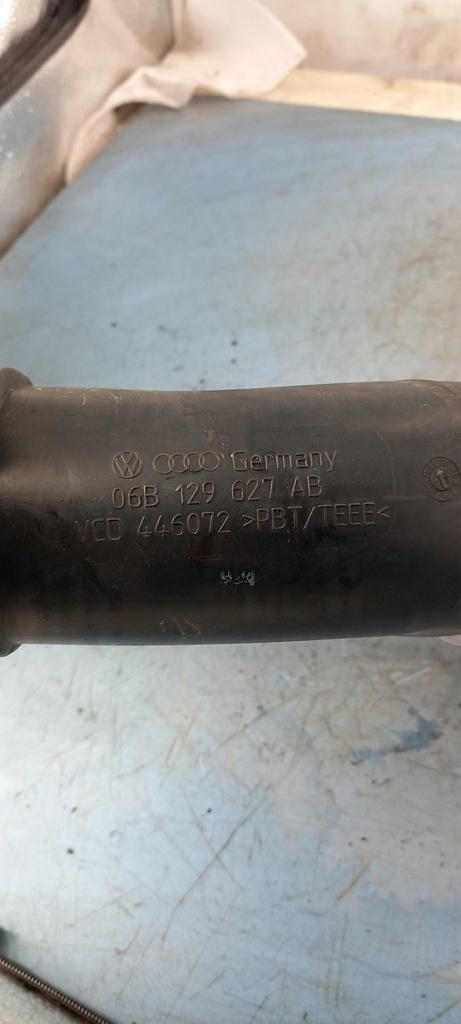 Germany
06B 129 627 AB
VCD 446072 >PBT/TEEE<